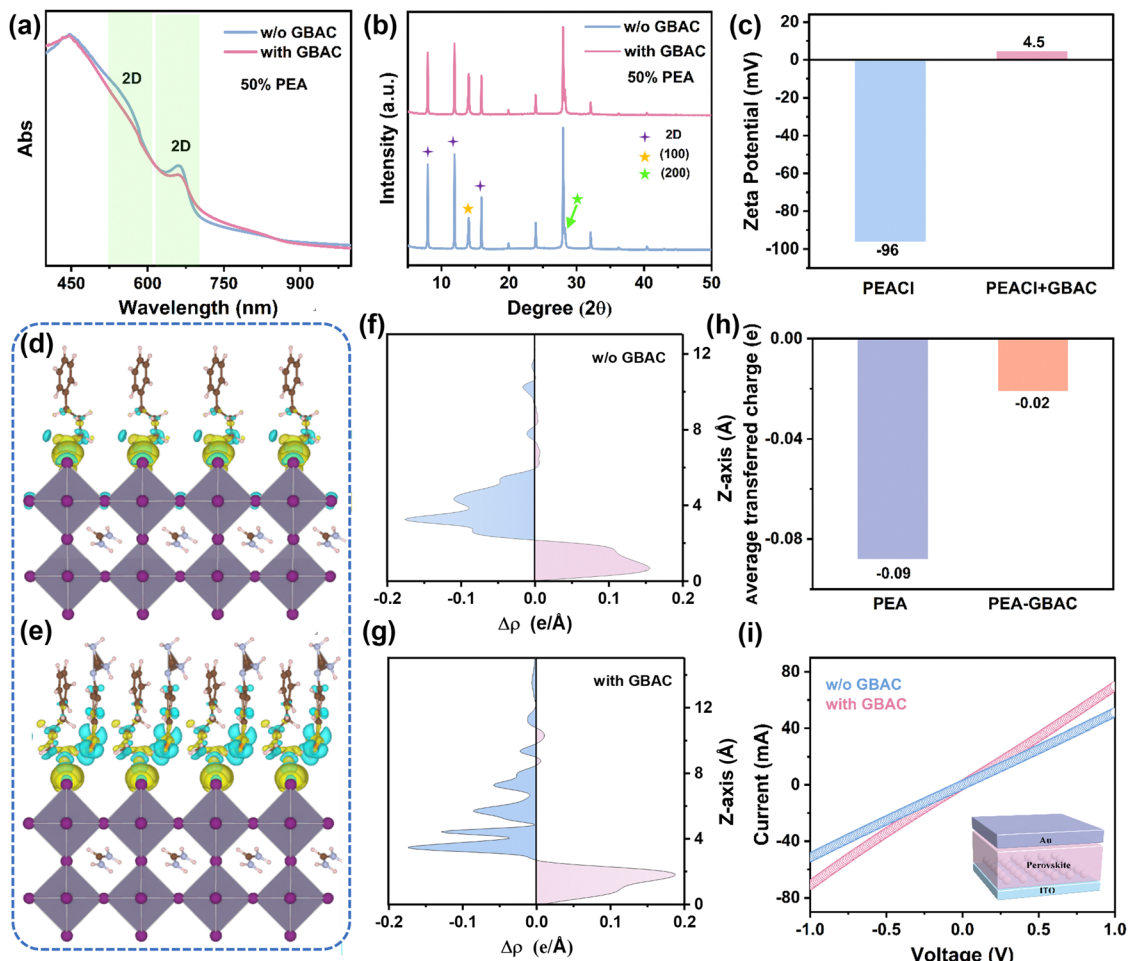 (a)
w/o GBAC
with GBAC
50% PEA
2D
2D
Abs
450
600
750
900
Wavelength (nm)
(b)
w/o GBAC
with GBAC
50% PEA
2D
(100)
(200)
Intensity (a.u.)
5
10
20
30
40
50
Degree (2θ)
(c)
Zeta Potential (mV)
20
0
-20
-40
-60
-80
-100
4.5
-96
PEACl
PEACl+GBAC
(d)
(e)
(f)
w/o GBAC
Z-axis (Å)
12
8
4
0
-0.2
-0.1
0.0
0.1
0.2
Δρ (e/Å)
(g)
with GBAC
Z-axis (Å)
12
8
4
0
-0.2
-0.1
0.0
0.1
0.2
Δρ (e/Å)
(h)
Average transferred charge (e)
0.00
-0.04
-0.08
-0.09
-0.02
PEA
PEA-GBAC
(i)
w/o GBAC
with GBAC
Current (mA)
80
40
0
-40
-80
Au
Perovskite
ITO
-1.0
-0.5
0.0
0.5
1.0
Voltage (V)